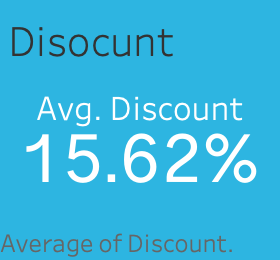 Disocunt
Avg. Discount
15.62%
Average of Discount.